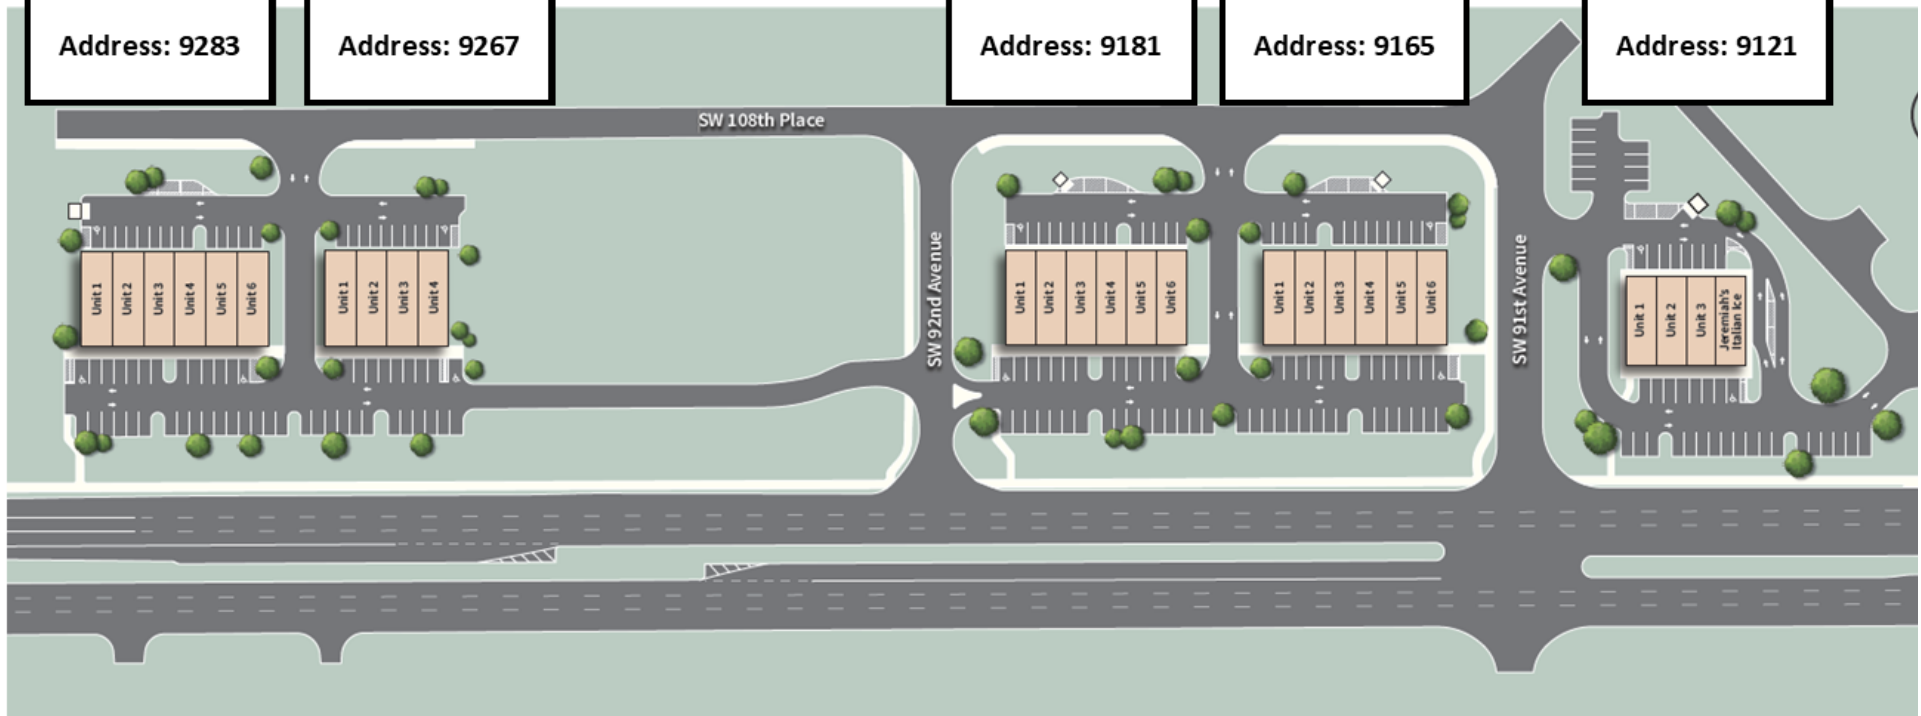 Address: 9283
Address: 9267
Address: 9181
Address: 9165
Address: 9121
SW 108th Place
SW 92nd Avenue
SW 91st Avenue
Unit 1
Unit 2
Unit 3
Unit 4
Unit 5
Unit 6
Unit 1
Unit 2
Unit 3
Unit 4
Unit 1
Unit 2
Unit 3
Unit 4
Unit 5
Unit 6
Unit 1
Unit 2
Unit 3
Unit 4
Unit 5
Unit 6
Unit 1
Unit 2
Unit 3
Jeremiah's
Italian Ice